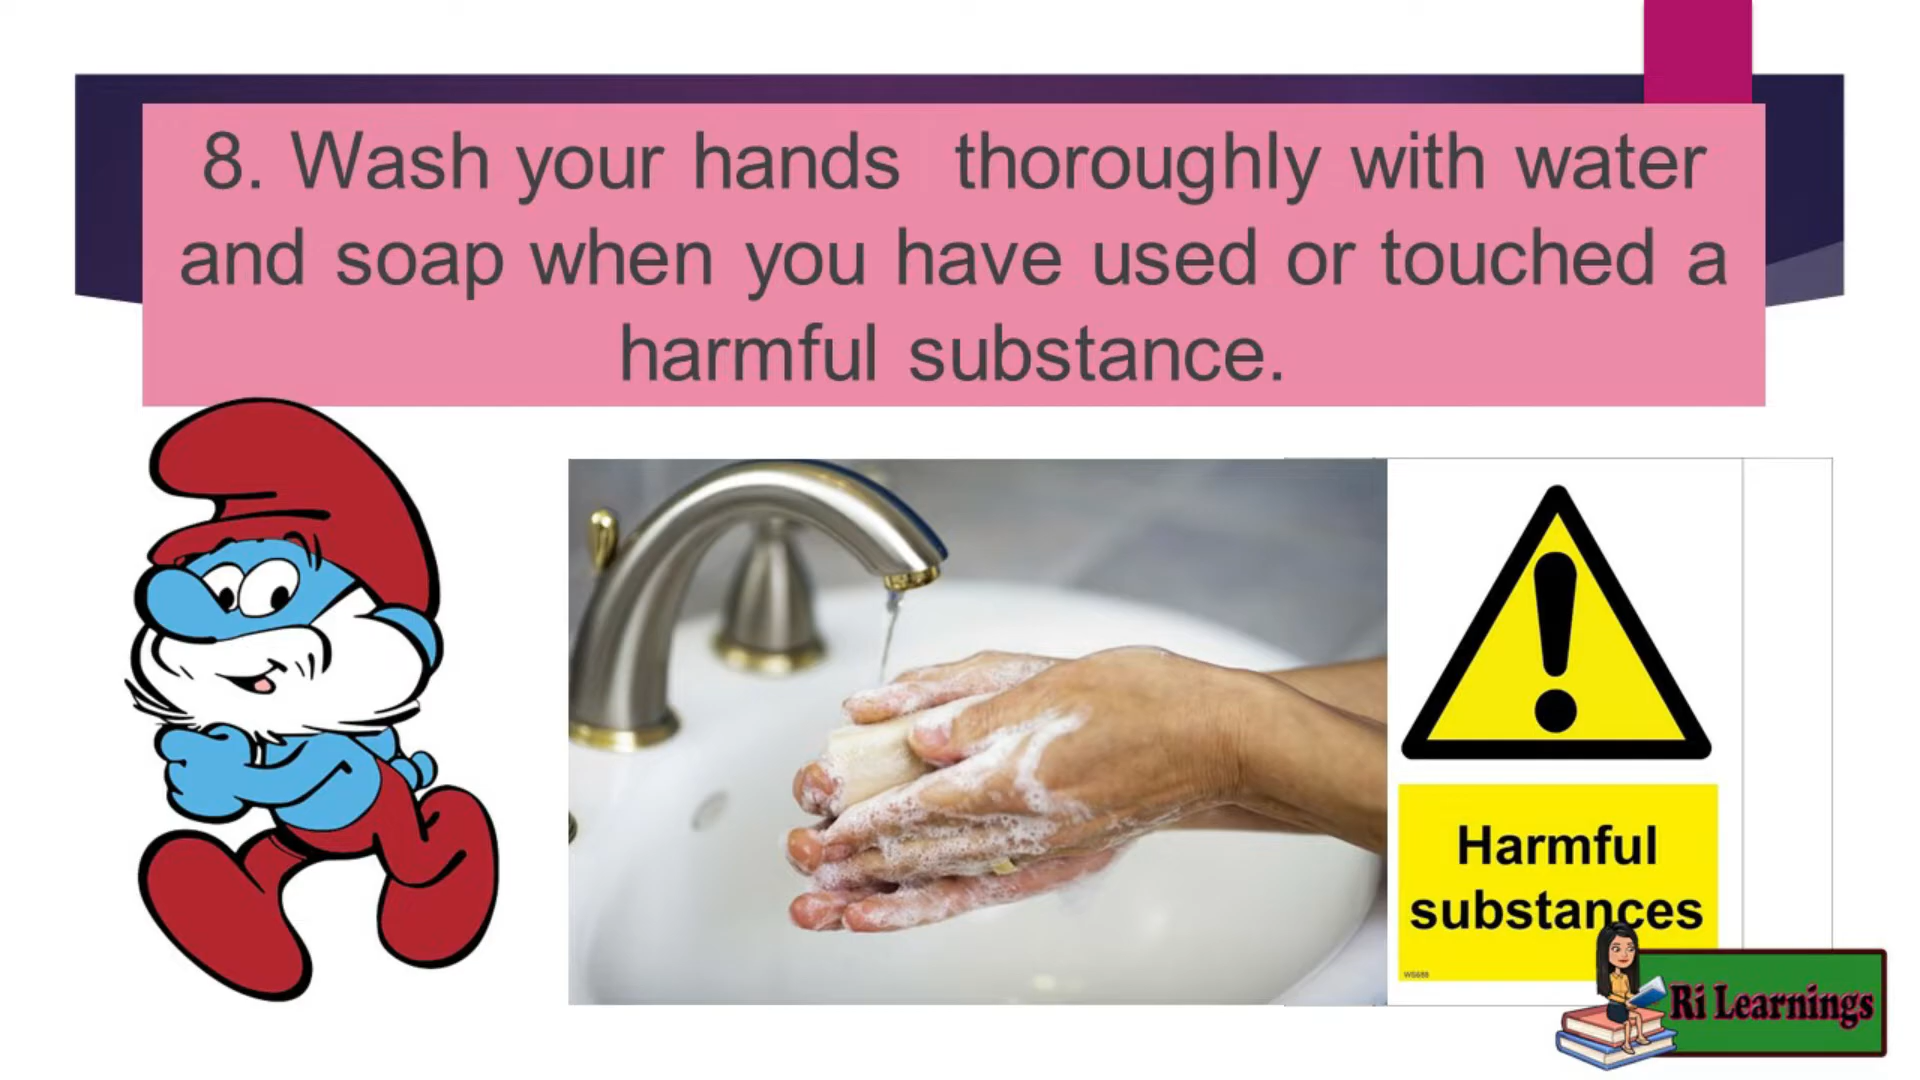 8. Wash your hands thoroughly with water
and soap when you have used or touched a
harmful substance.
Harmful
substances
WS688
Ri Learnings